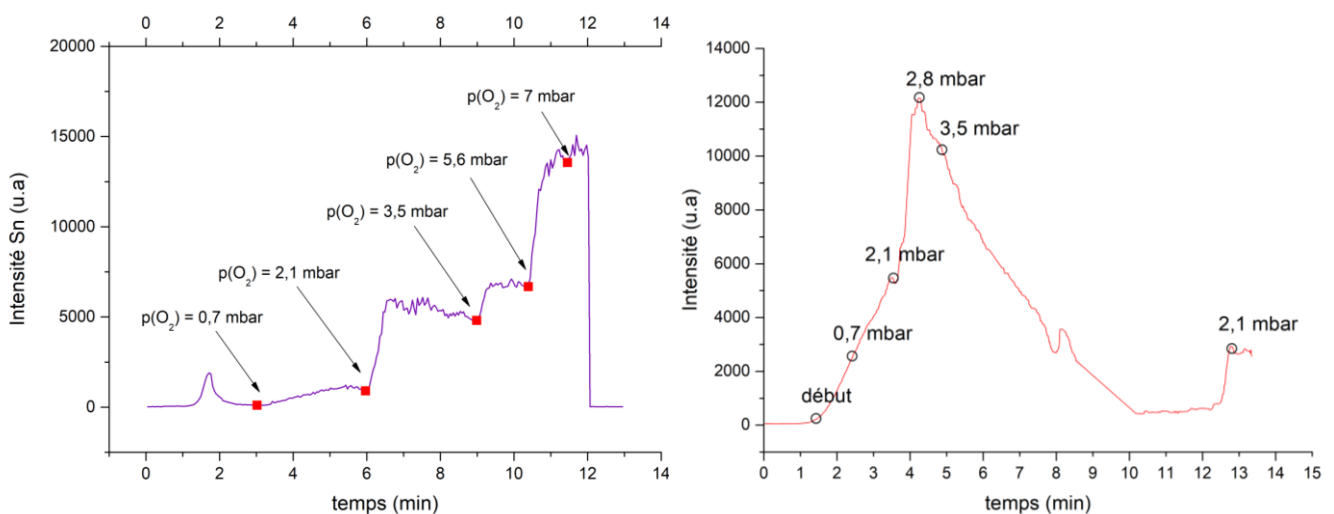 0 2 4 6 8 10 12 14
20000
15000
10000
5000
0
Intensité Sn (u.a)
p(O2) = 7 mbar
p(O2) = 5,6 mbar
p(O2) = 3,5 mbar
p(O2) = 2,1 mbar
p(O2) = 0,7 mbar
0 2 4 6 8 10 12 14
temps (min)
14000
12000
10000
8000
6000
4000
2000
0
Intensité (u.a)
2,8 mbar
3,5 mbar
2,1 mbar
0,7 mbar
2,1 mbar
début
0 1 2 3 4 5 6 7 8 9 10 11 12 13 14 15
temps (min)